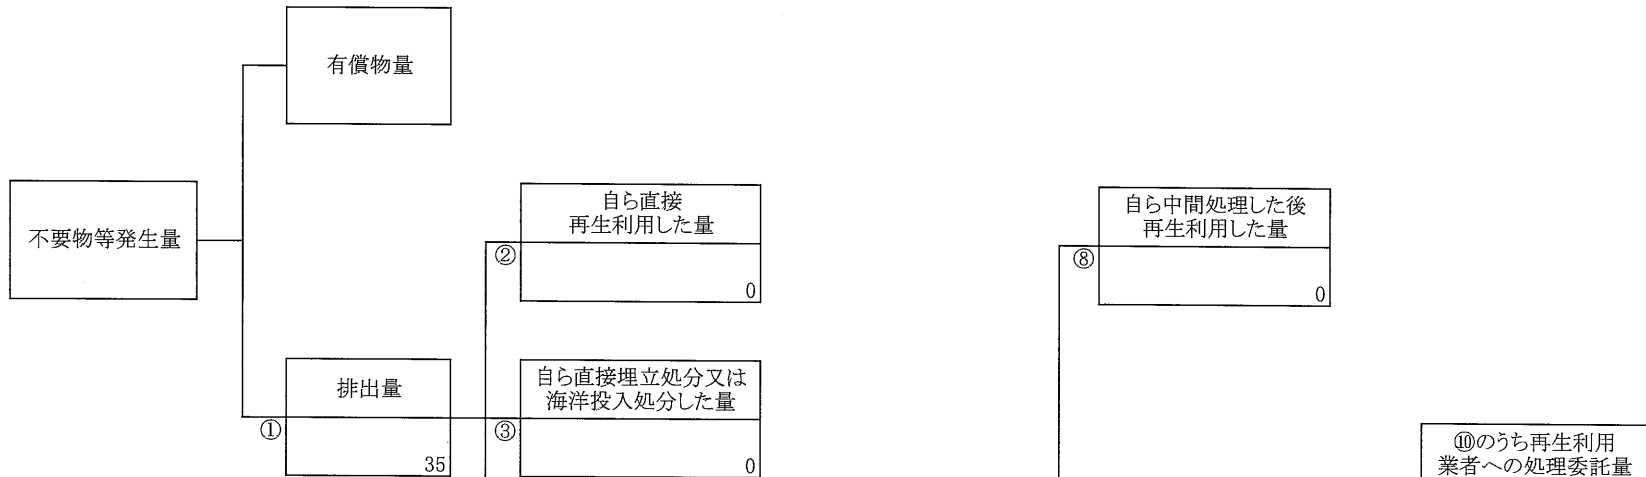 有償物量
不要物等発生量
自ら直接
再生利用した量
②
0
自ら中間処理した後
再生利用した量
⑧
0
排出量
①
35
自ら直接埋立処分又は
海洋投入処分した量
③
0
⑩のうち再生利用
業者への処理委託量